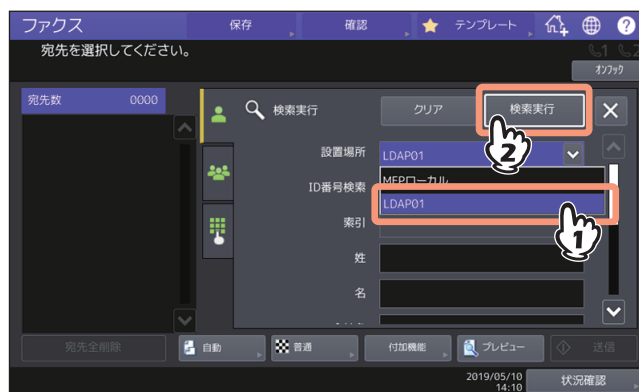 ファクス 保存 確認 テンプレート ?
宛先を選択してください。 1 2
オンフック
宛先数 0000
検索実行 クリア 検索実行
2
設置場所 LDAP01
MFPローカル
ID番号検索
LDAP01
1
索引
姓
名
宛先全削除 自動 普通 付加機能 プレビュー 送信
2019/05/10
14:10
状況確認